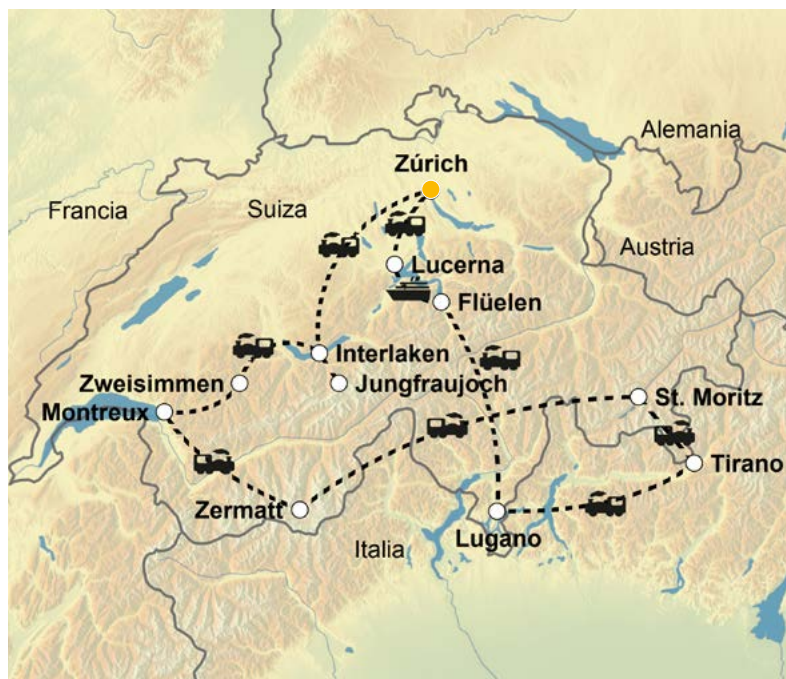 Alemania
Zúrich
Francia
Suiza
Austria
Lucerna
Flüelen
Interlaken
Zweisimmen
Jungfraujoch
Montreux
St. Moritz
Tirano
Zermatt
Lugano
Italia